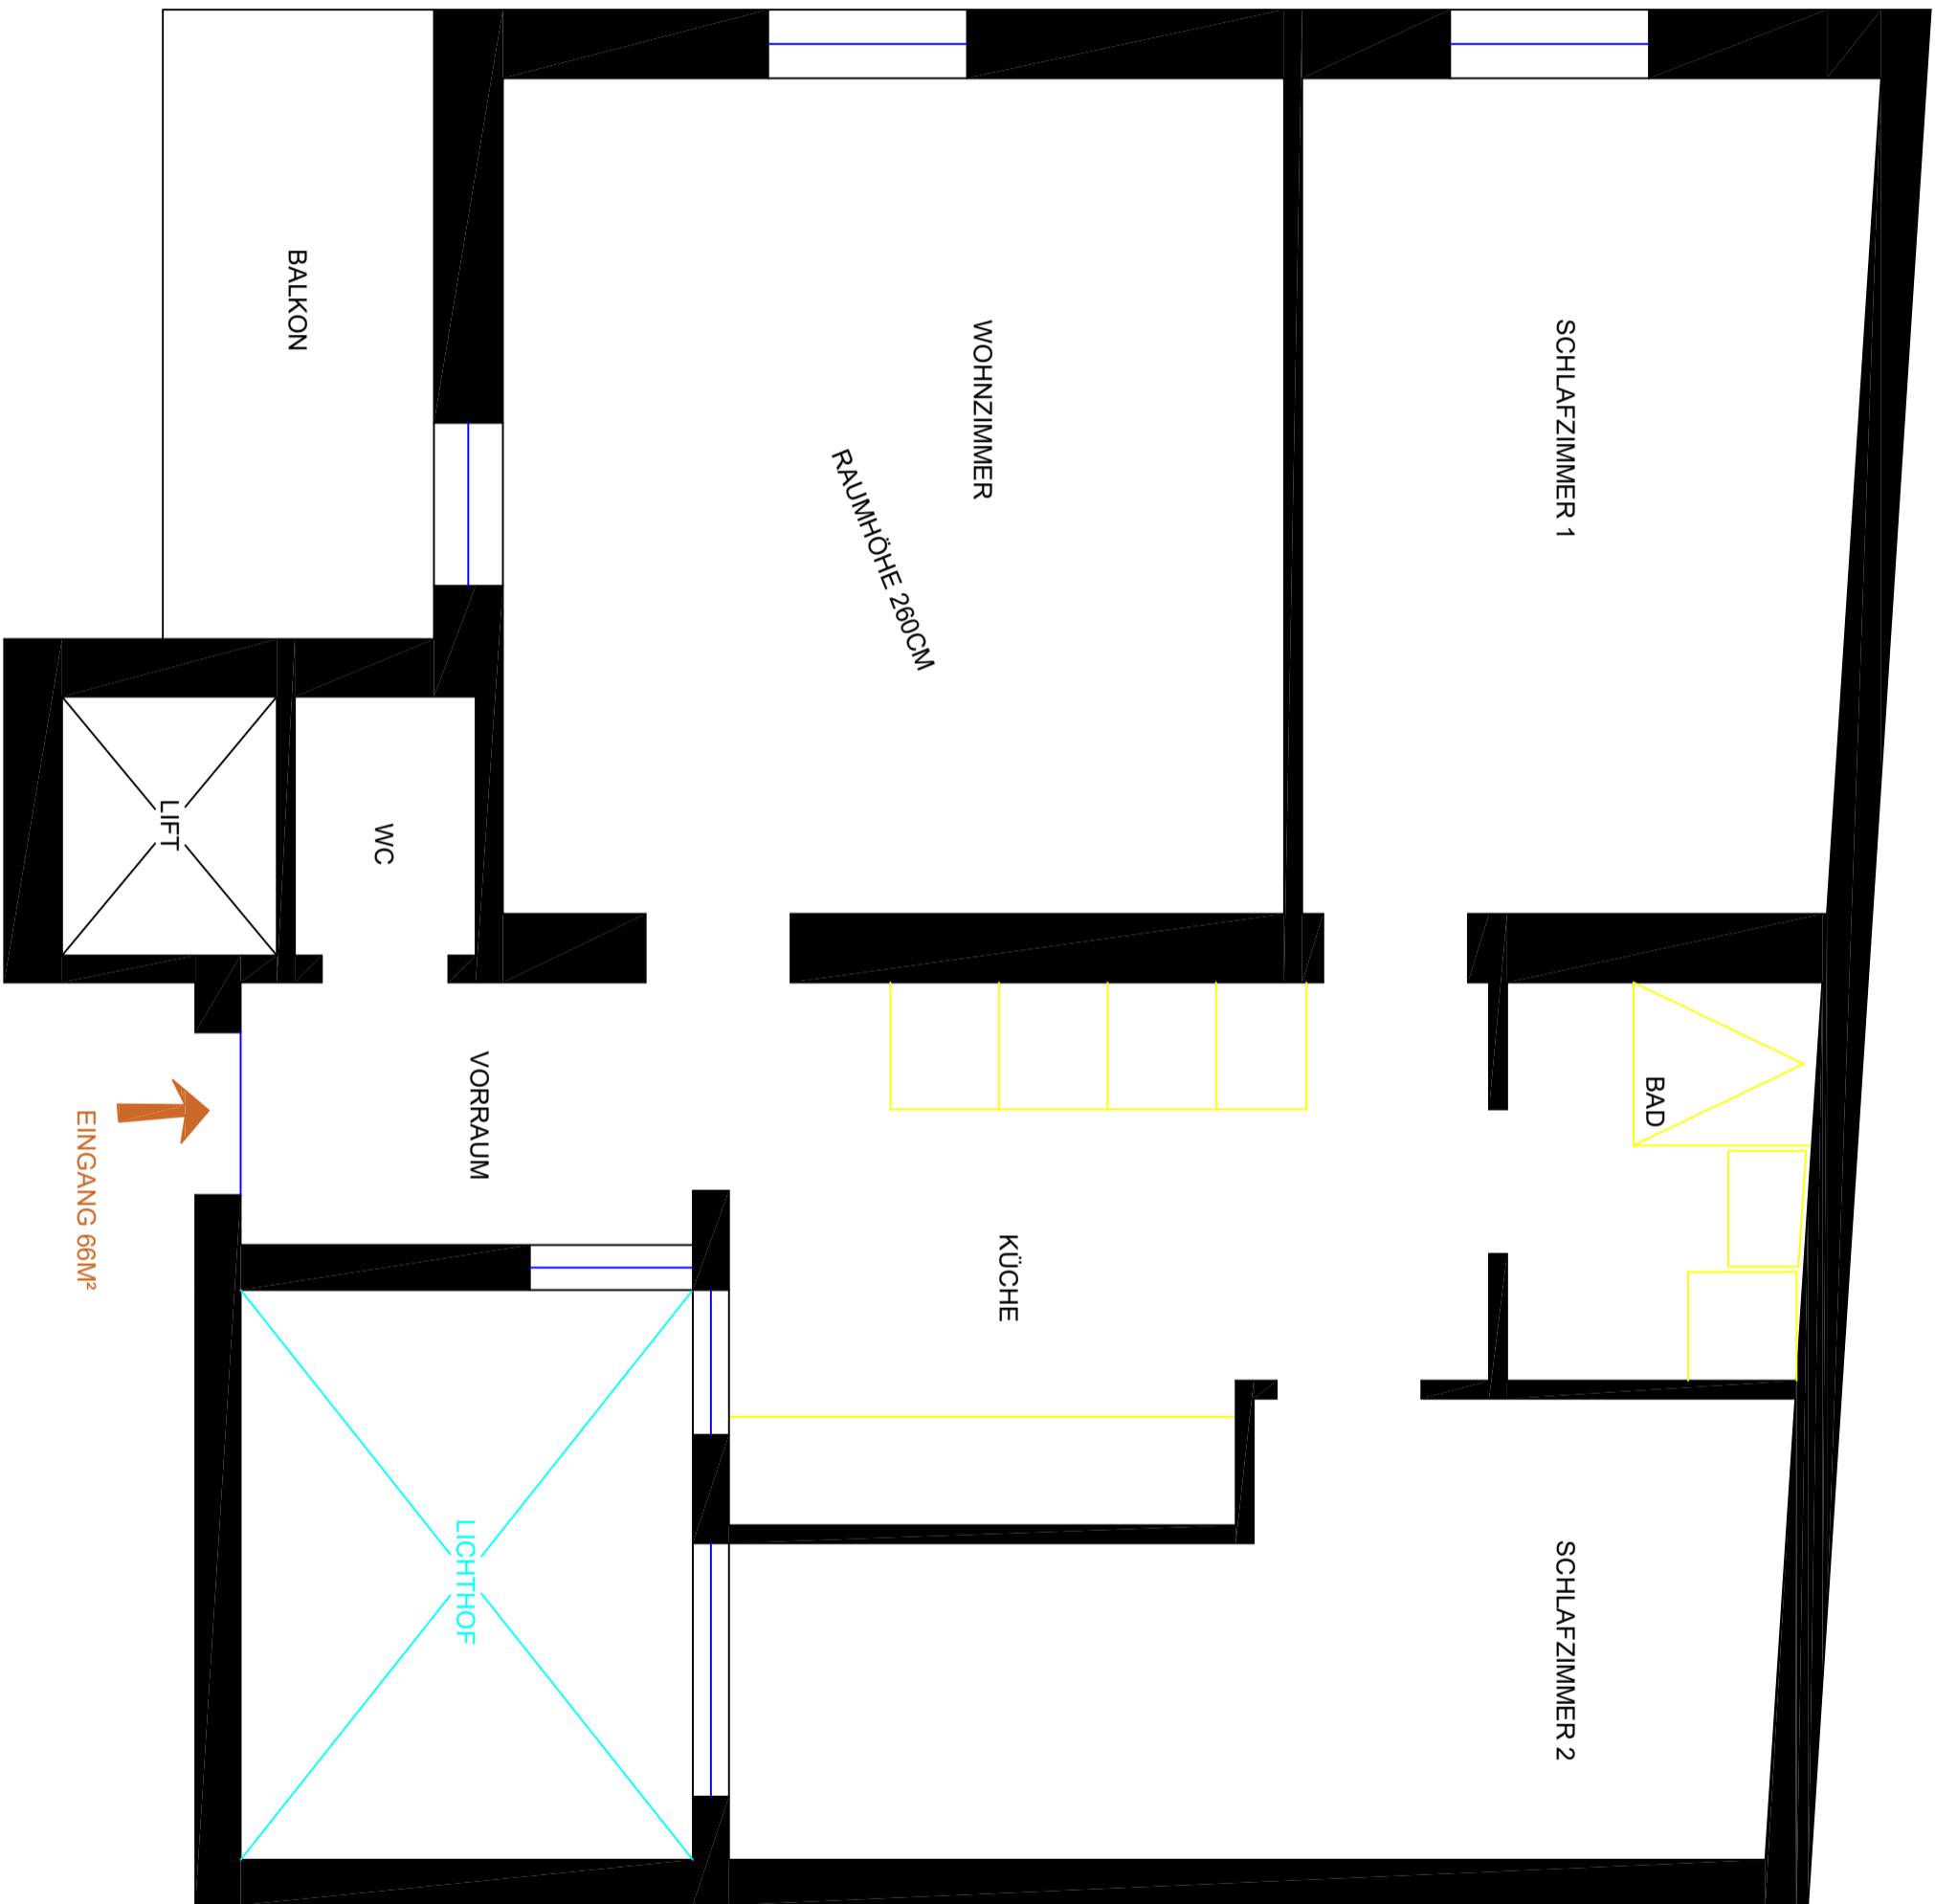 BALKON
WOHNZIMMER
SCHLAFZIMMER 1
RAUMHÖHE 260CM
LIFT
WC
VORRAUM
BAD
EINGANG 66M²
KÜCHE
LICHTHOF
SCHLAFZIMMER 2